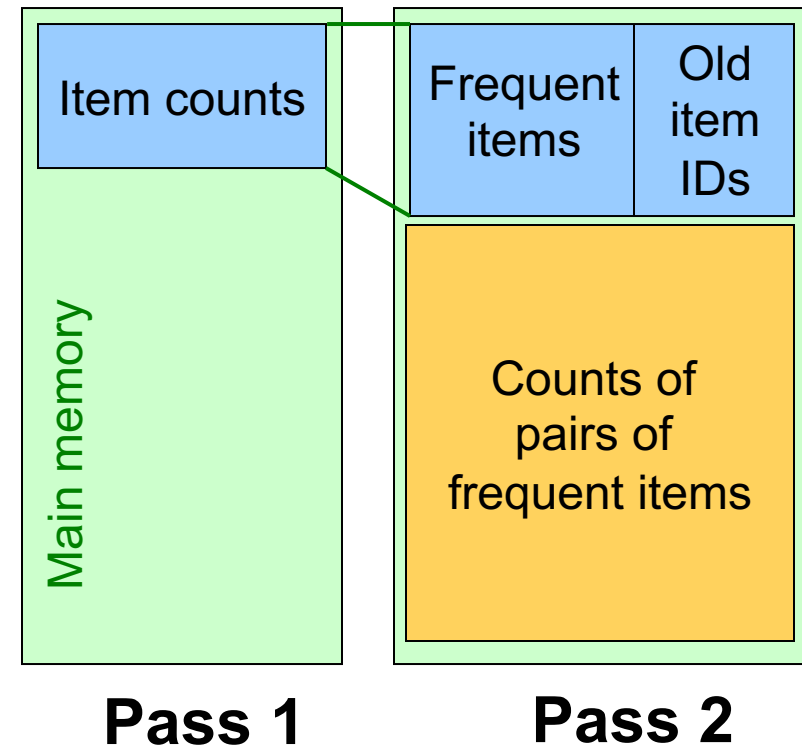 Item counts
Main memory
Frequent
items
Old
item
IDs
Counts of
pairs of
frequent items
Pass 1
Pass 2